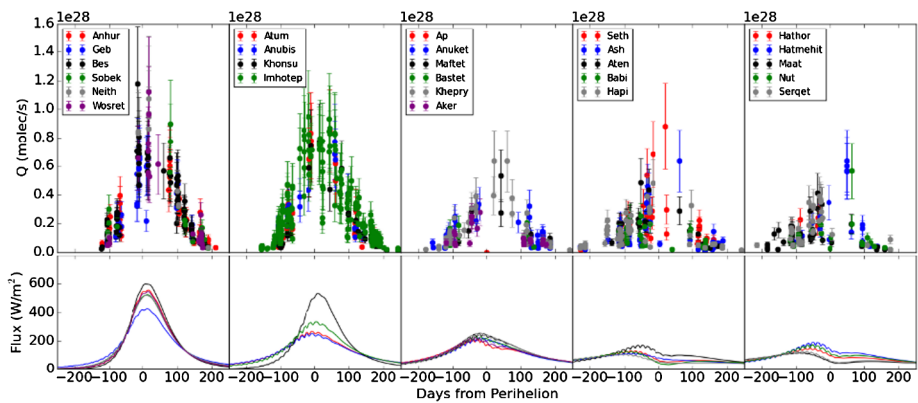 1e28 1e28 1e28 1e28 1e28
1.6
1.4
1.2
1.0
0.8
0.6
0.4
0.2
0.0
Q (molec/s)
Anhur
Geb
Bes
Sobek
Neith
Wosret
Atum
Anubis
Khonsu
Imhotep
Ap
Anuket
Maftet
Bastet
Khepry
Aker
Seth
Ash
Aten
Babi
Hapi
Hathor
Hatmehit
Maat
Nut
Serqet
600
400
200
0
Flux (W/m²)
−200−100 0 100 200 −200−100 0 100 200 −200−100 0 100 200 −200−100 0 100 200 −200−100 0 100 200
Days from Perihelion